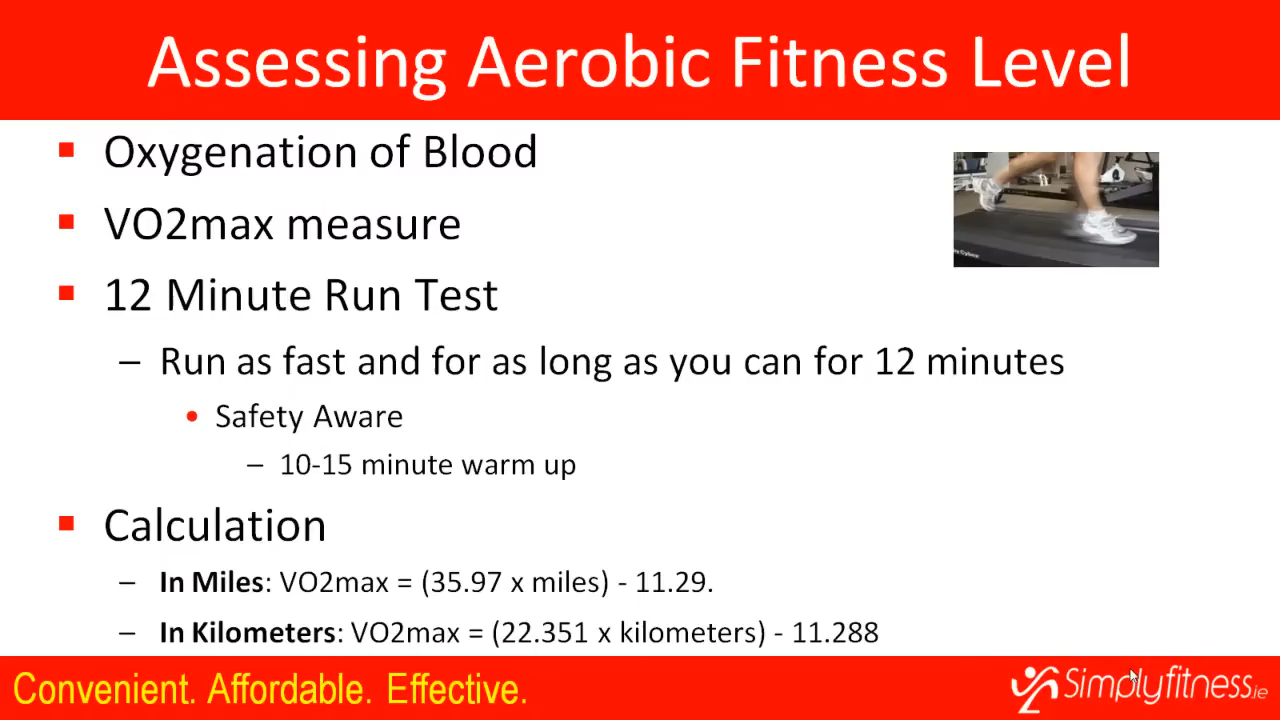 Assessing Aerobic Fitness Level
Oxygenation of Blood
VO2max measure
12 Minute Run Test
– Run as fast and for as long as you can for 12 minutes
• Safety Aware
– 10-15 minute warm up
Calculation
– In Miles: VO2max = (35.97 x miles) - 11.29.
– In Kilometers: VO2max = (22.351 x kilometers) - 11.288
Convenient. Affordable. Effective.
Simplyfitness.ie